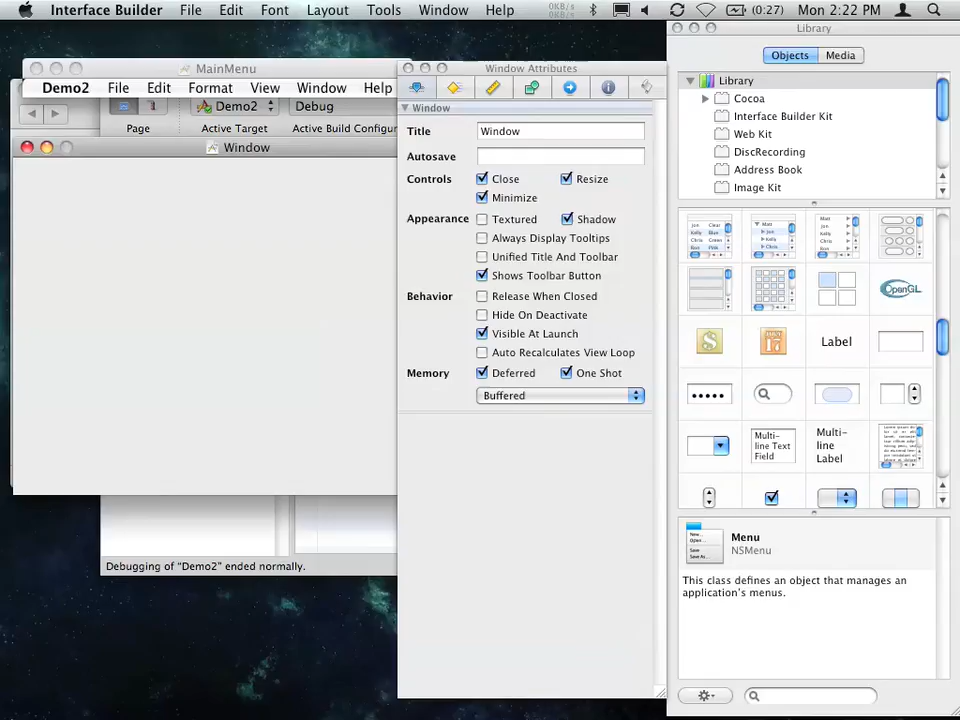 Interface Builder File Edit Font Layout Tools Window Help 0KB/s 0KB/s (0:27) Mon 2:22 PM
MainMenu
Demo2 File Edit Format View Window Help
Demo2 Debug
Page Active Target Active Build Configur
Window
Debugging of "Demo2" ended normally.
Window Attributes
Window
Title Window
Autosave
Controls Close Resize
Minimize
Appearance Textured Shadow
Always Display Tooltips
Unified Title And Toolbar
Shows Toolbar Button
Behavior Release When Closed
Hide On Deactivate
Visible At Launch
Auto Recalculates View Loop
Memory Deferred One Shot
Buffered
Library
Objects Media
Library
Cocoa
Interface Builder Kit
Web Kit
DiscRecording
Address Book
Image Kit
OpenGL
17
Label
Multi-
line Text
Field
Multi-
line
Label
Menu
NSMenu
This class defines an object that manages an
application's menus.